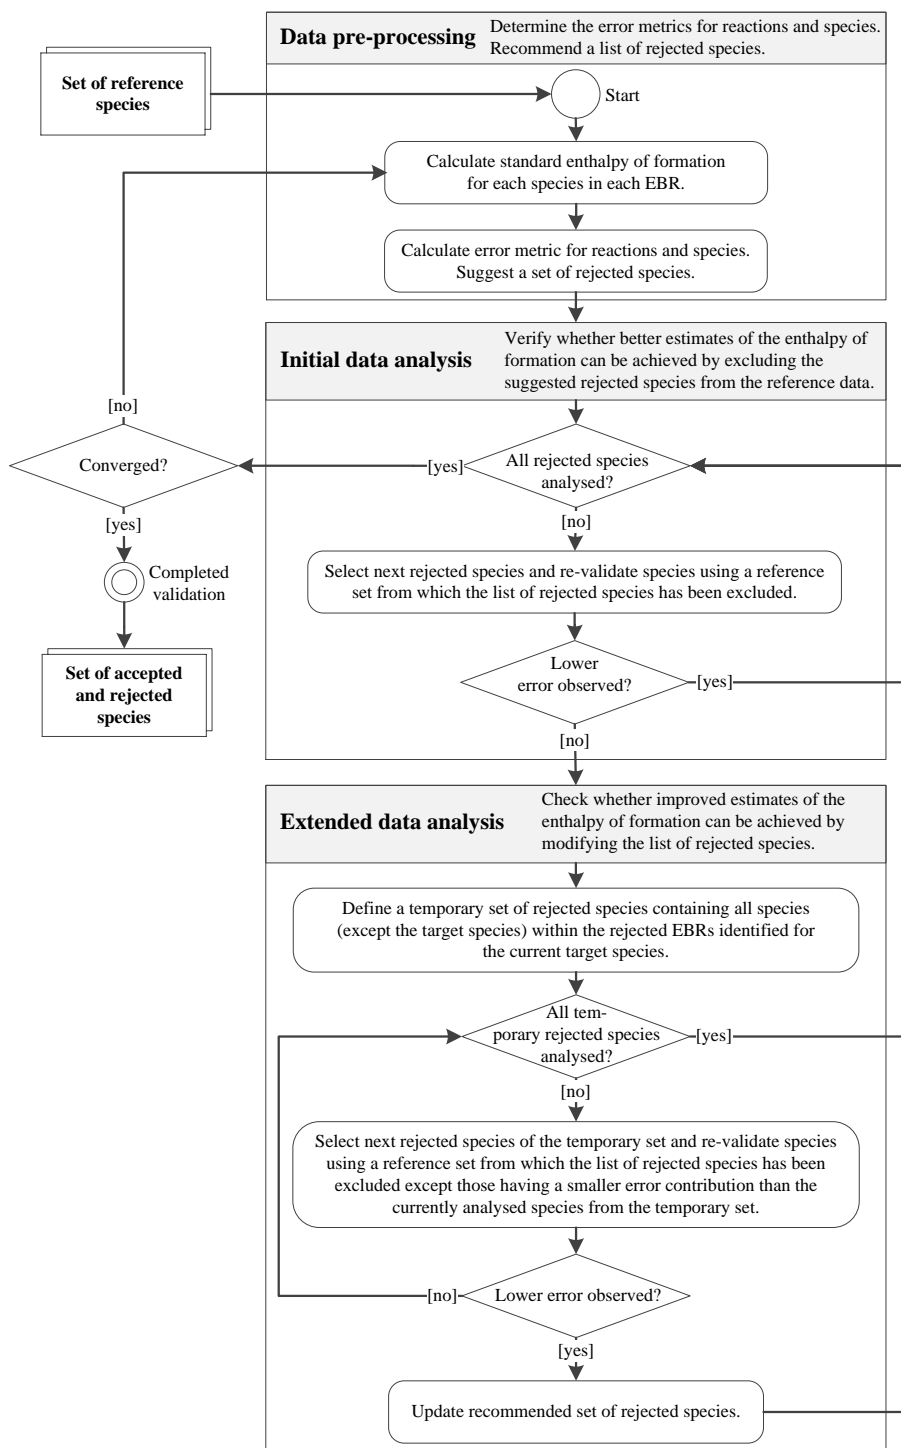 Data pre-processing
Determine the error metrics for reactions and species.
Recommend a list of rejected species.
Set of reference
species
Start
Calculate standard enthalpy of formation
for each species in each EBR.
Calculate error metric for reactions and species.
Suggest a set of rejected species.
Initial data analysis
Verify whether better estimates of the enthalpy of
formation can be achieved by excluding the
suggested rejected species from the reference data.
[no]
Converged?
[yes]
All rejected species
analysed?
[yes]
[no]
Completed
validation
Select next rejected species and re-validate species using a reference
set from which the list of rejected species has been excluded.
Set of accepted
and rejected
species
Lower
error observed?
[yes]
[no]
Extended data analysis
Check whether improved estimates of the
enthalpy of formation can be achieved by
modifying the list of rejected species.
Define a temporary set of rejected species containing all species
(except the target species) within the rejected EBRs identified for
the current target species.
All tem-
porary rejected species
analysed?
[yes]
[no]
Select next rejected species of the temporary set and re-validate species
using a reference set from which the list of rejected species has been
excluded except those having a smaller error contribution than the
currently analysed species from the temporary set.
[no]
Lower error observed?
[yes]
Update recommended set of rejected species.